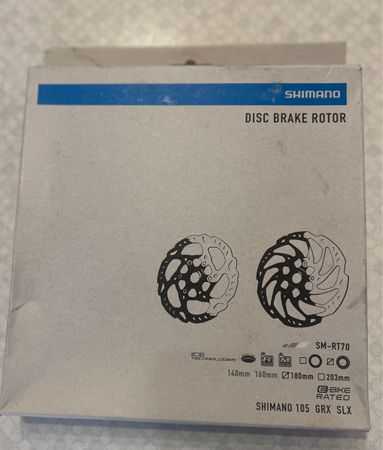 SHIMANO
DISC BRAKE ROTOR
SM-RT70
ICE
TECHNOLOGIES
140mm 160mm 180mm 203mm
E-BIKE
RATED
SHIMANO 105 GRX SLX